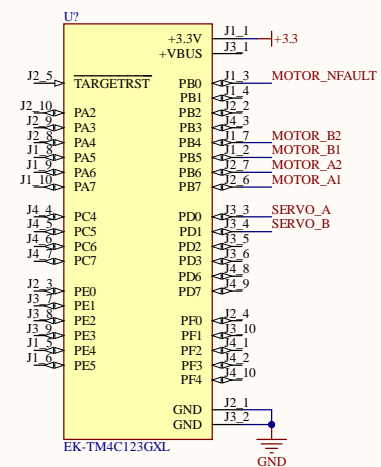 U?
J1_1 +3.3V +3.3
J3_1 +VBUS
J2_5 TARGETRST PB0 J1_3 MOTOR_NFAULT
PB1 J1_4
J2_10 PA2 PB2 J2_2
J2_9 PA3 PB3 J4_3
J2_8 PA4 PB4 J1_7 MOTOR_B2
J1_8 PA5 PB5 J1_2 MOTOR_B1
J1_9 PA6 PB6 J2_7 MOTOR_A2
J1_10 PA7 PB7 J2_6 MOTOR_A1
J4_4 PC4 PD0 J3_3 SERVO_A
J4_5 PC5 PD1 J3_4 SERVO_B
J4_6 PC6 PD2 J3_5
J4_7 PC7 PD3 J3_6
PD6 J4_8
J2_3 PE0 PD7 J4_9
J3_7 PE1
J3_8 PE2 PF0 J2_4
J3_9 PE3 PF1 J3_10
J1_5 PE4 PF2 J4_1
J1_6 PE5 PF3 J4_2
PF4 J4_10
GND J2_1
GND J3_2
EK-TM4C123GXL
GND